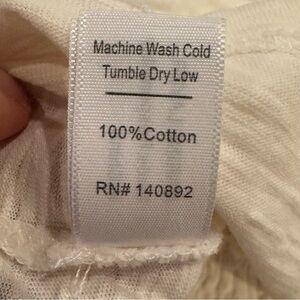 Machine Wash Cold
Tumble Dry Low
100%Cotton
RN# 140892